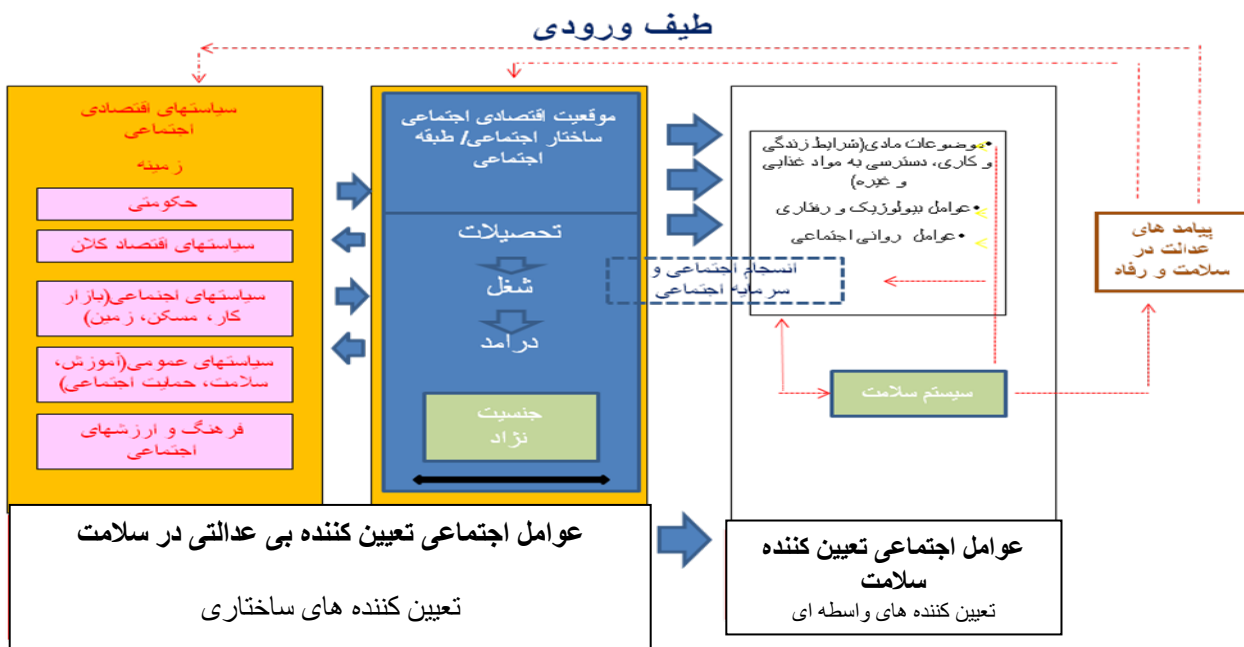 طیف ورودی
سیاستهای اقتصادی
اجتماعی
زمینه
حکومتی
سیاستهای اقتصاد کلان
سیاستهای اجتماعی(بازار
کار، مسکن، زمین)
سیاستهای عمومی(آموزش،
سلامت، حمایت اجتماعی)
فرهنگ و ارزشهای
اجتماعی
موقعیت اقتصادی اجتماعی
ساختار اجتماعی/ طبقه
اجتماعی
تحصیلات
شغل
درامد
جنسیت
نژاد
•موضوعات مادی(شرایط زندگی
و کاری، دسترسی به مواد غذایی
و غیره)
•عوامل بیولوژیک و رفتاری
•عوامل روانی اجتماعی
انسجام اجتماعی و
سرمایه اجتماعی
سیستم سلامت
پیامد های
عدالت در
سلامت و رفاه
عوامل اجتماعی تعیین کننده بی عدالتی در سلامت
تعیین کننده های ساختاری
عوامل اجتماعی تعیین کننده
سلامت
تعیین کننده های واسطه ای